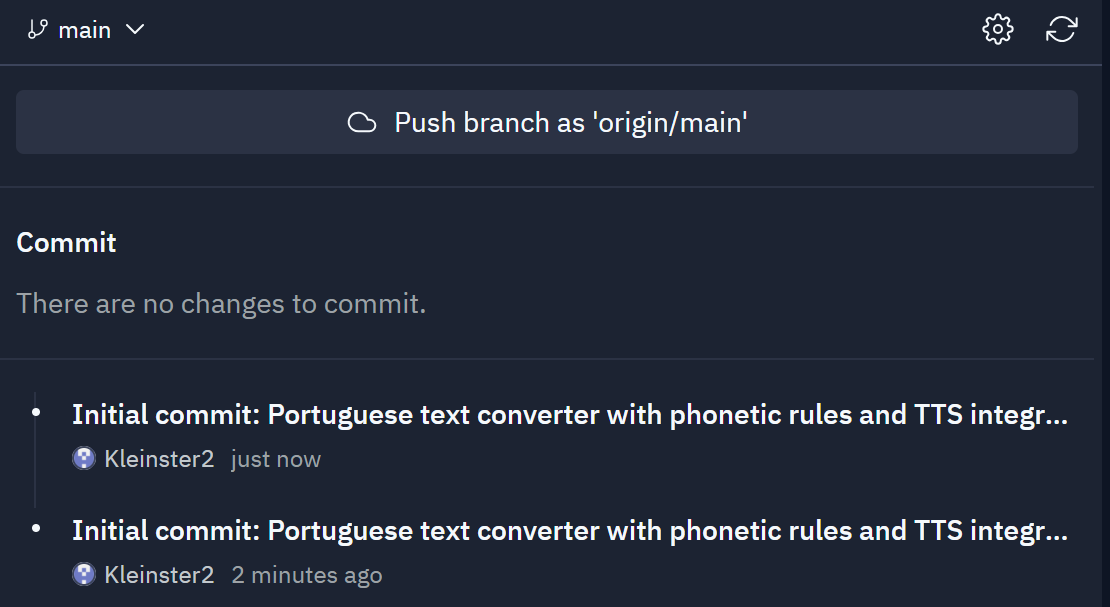 main
Push branch as 'origin/main'
Commit
There are no changes to commit.
Initial commit: Portuguese text converter with phonetic rules and TTS integr...
Kleinster2 just now
Initial commit: Portuguese text converter with phonetic rules and TTS integr...
Kleinster2 2 minutes ago